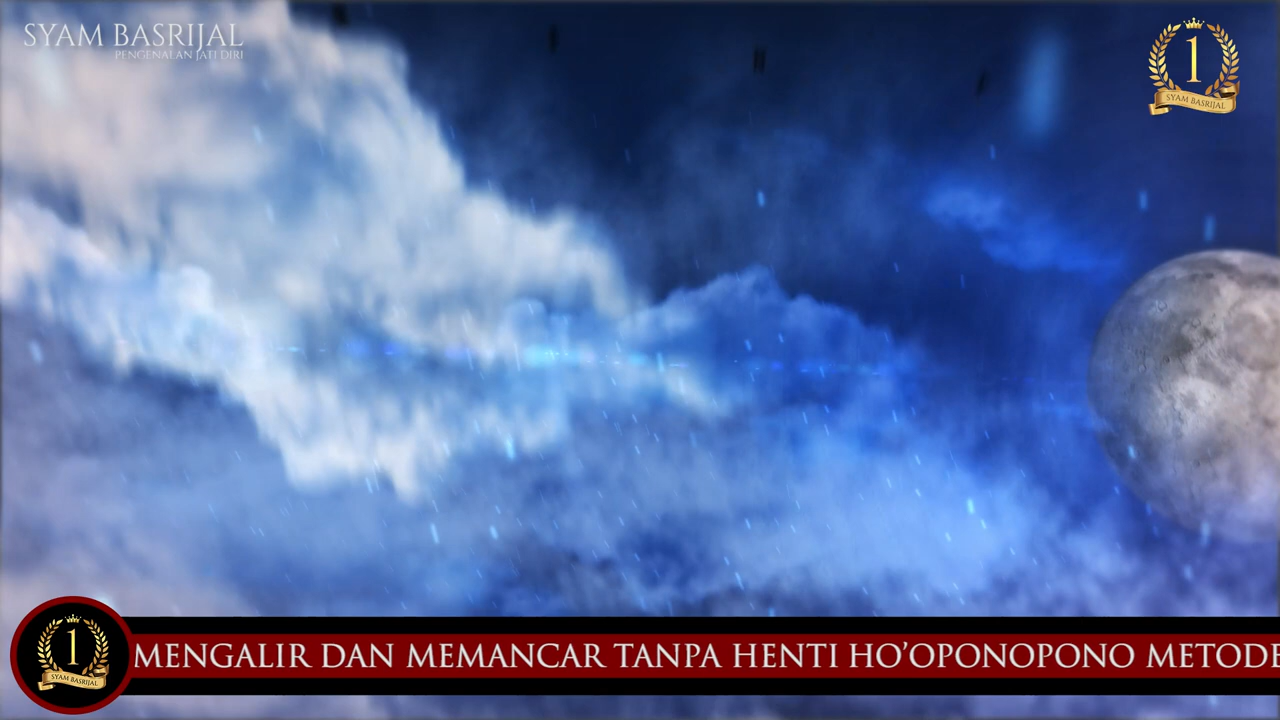 SYAM BASRIJAL
PENGENALAN JATI DIRI
1
SYAM BASRIJAL
1
SYAM BASRIJAL
MENGALIR DAN MEMANCAR TANPA HENTI HO’OPONOPONO METODE